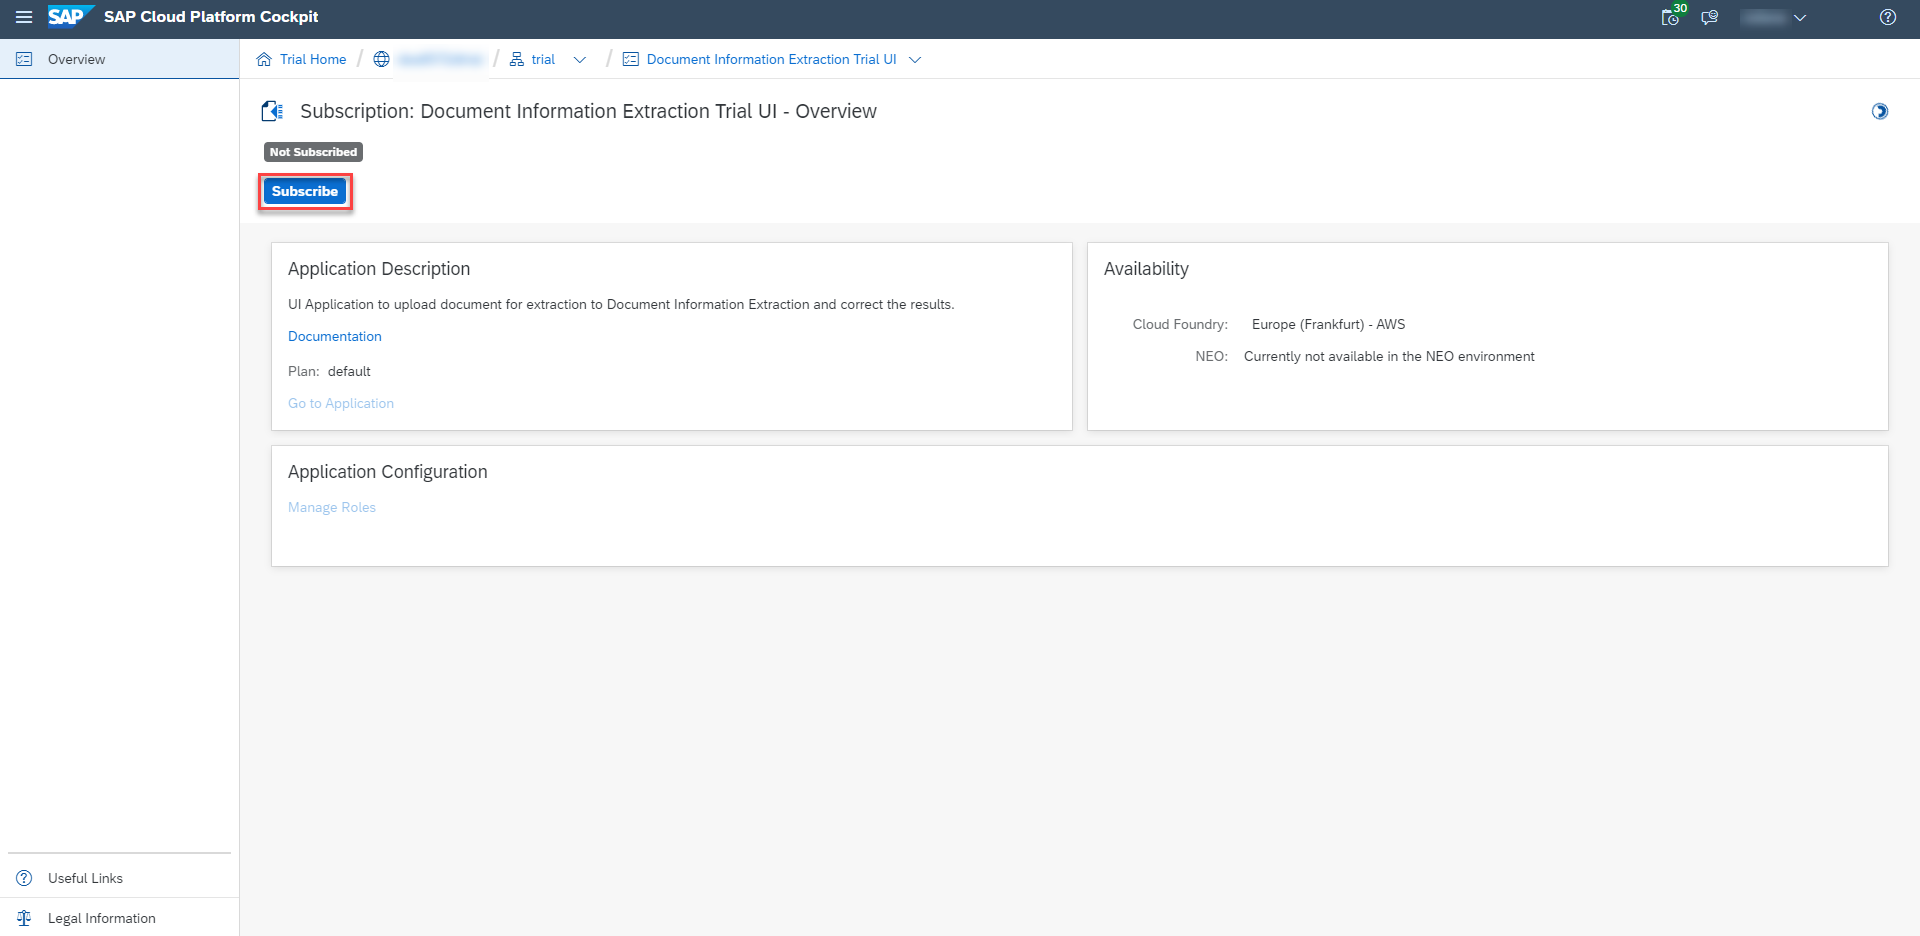 SAP SAP Cloud Platform Cockpit
30
Overview
Trial Home / / trial / Document Information Extraction Trial UI
Subscription: Document Information Extraction Trial UI - Overview
Not Subscribed
Subscribe
Application Description
UI Application to upload document for extraction to Document Information Extraction and correct the results.
Documentation
Plan: default
Go to Application
Availability
Cloud Foundry: Europe (Frankfurt) - AWS
NEO: Currently not available in the NEO environment
Application Configuration
Manage Roles
Useful Links
Legal Information